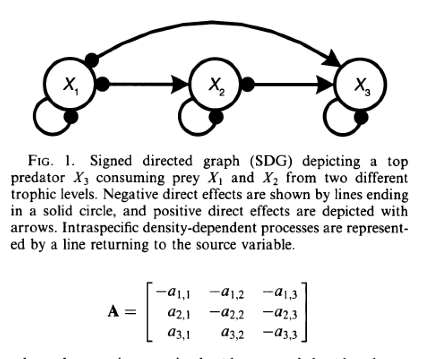 X₁ X₂ X₃
FIG. 1. Signed directed graph (SDG) depicting a top
predator X₃ consuming prey X₁ and X₂ from two different
trophic levels. Negative direct effects are shown by lines ending
in a solid circle, and positive direct effects are depicted with
arrows. Intraspecific density-dependent processes are represent-
ed by a line returning to the source variable.
−a₁,₁ −a₁,₂ −a₁,₃
A = a₂,₁ −a₂,₂ −a₂,₃
a₃,₁ a₃,₂ −a₃,₃